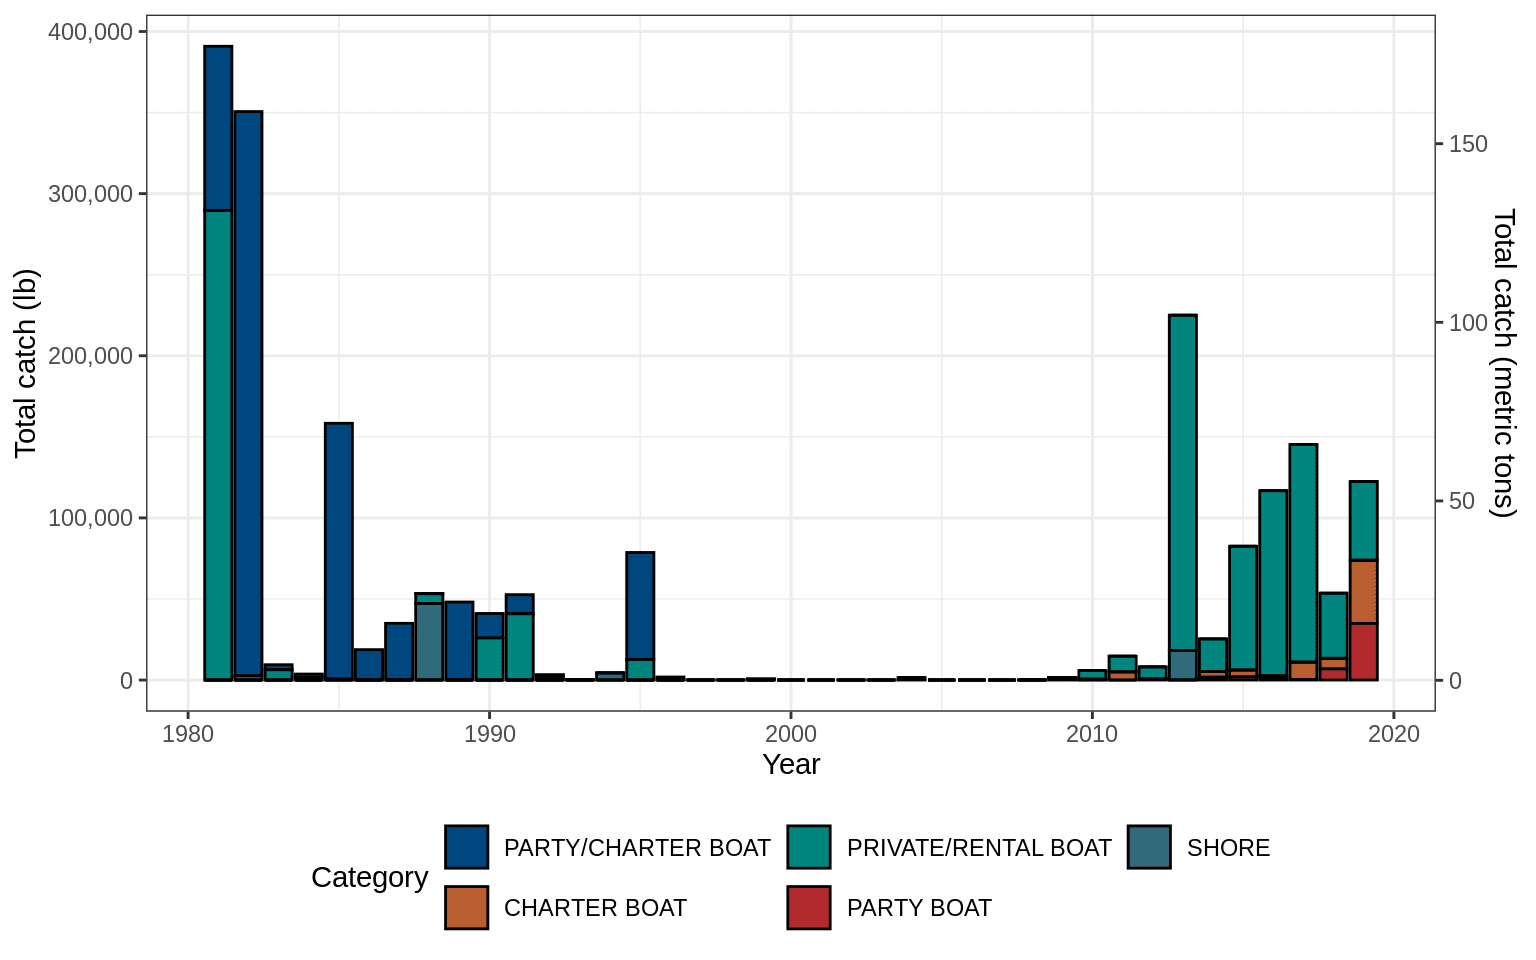 400,000
300,000
200,000
100,000
0
Total catch (lb)
150
100
50
0
Total catch (metric tons)
1980 1990 2000 2010 2020
Year
Category
PARTY/CHARTER BOAT PRIVATE/RENTAL BOAT SHORE
CHARTER BOAT PARTY BOAT